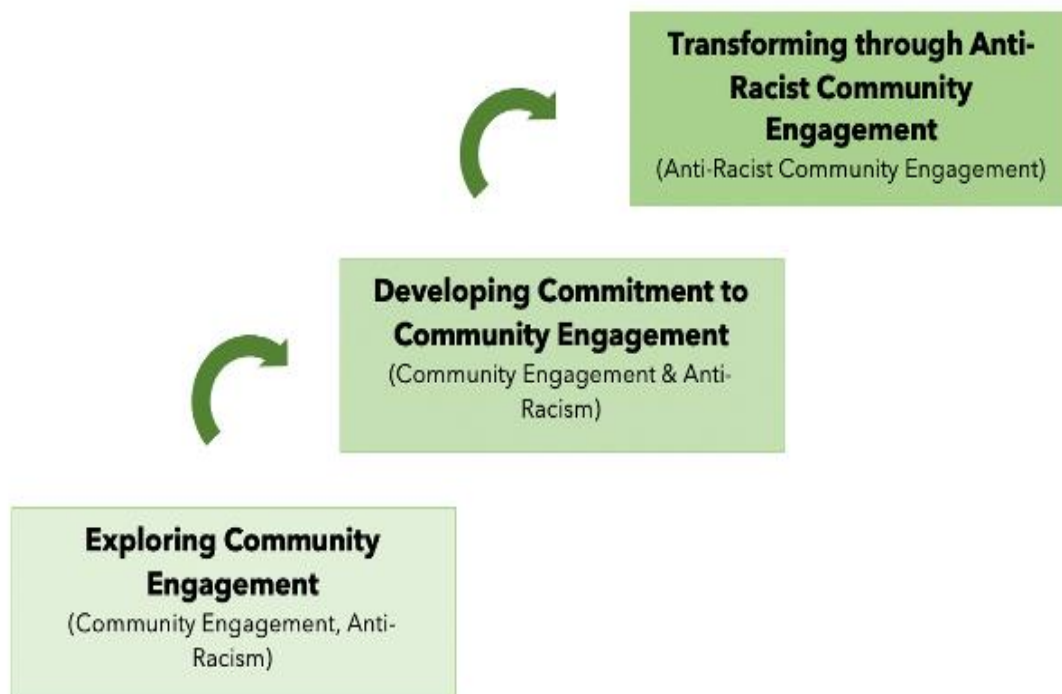 Transforming through Anti-
Racist Community
Engagement
(Anti-Racist Community Engagement)
Developing Commitment to
Community Engagement
(Community Engagement & Anti-
Racism)
Exploring Community
Engagement
(Community Engagement, Anti-
Racism)